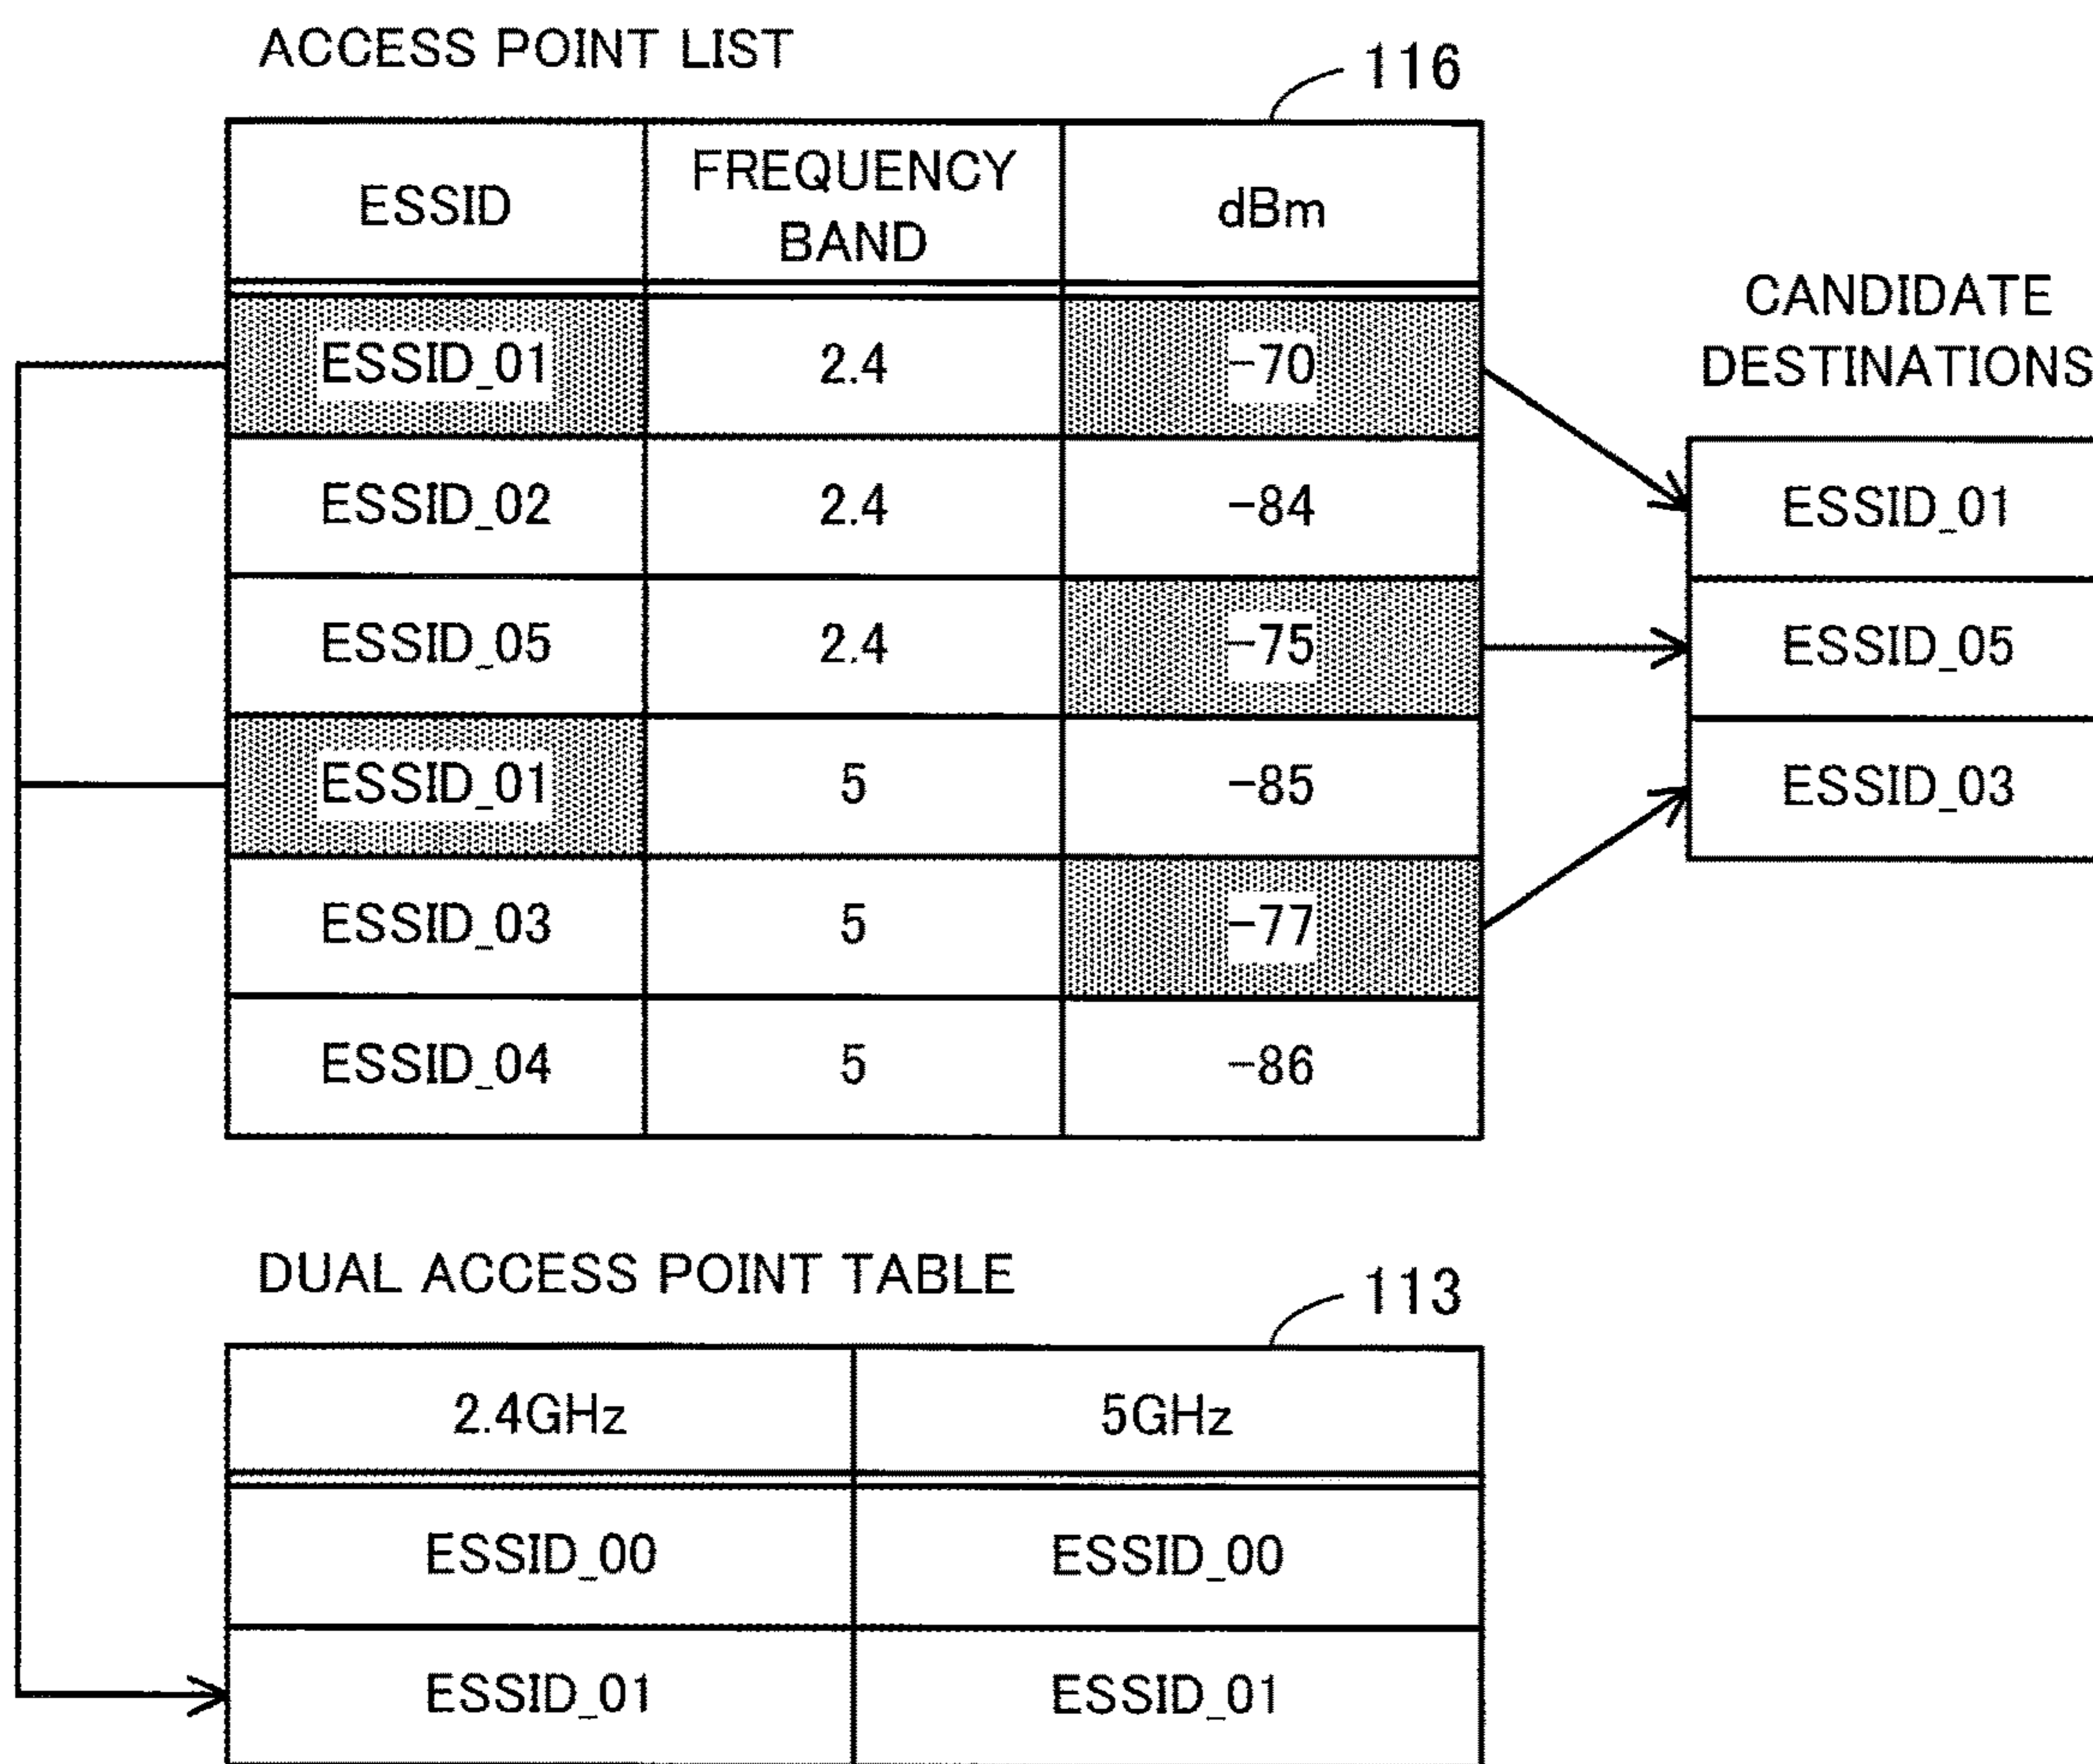 ACCESS POINT LIST
116
ESSID FREQUENCY BAND dBm
ESSID_01 2.4 -70
ESSID_02 2.4 -84
ESSID_05 2.4 -75
ESSID_01 5 -85
ESSID_03 5 -77
ESSID_04 5 -86
CANDIDATE
DESTINATIONS
ESSID_01
ESSID_05
ESSID_03
DUAL ACCESS POINT TABLE
113
2.4GHz 5GHz
ESSID_00 ESSID_00
ESSID_01 ESSID_01